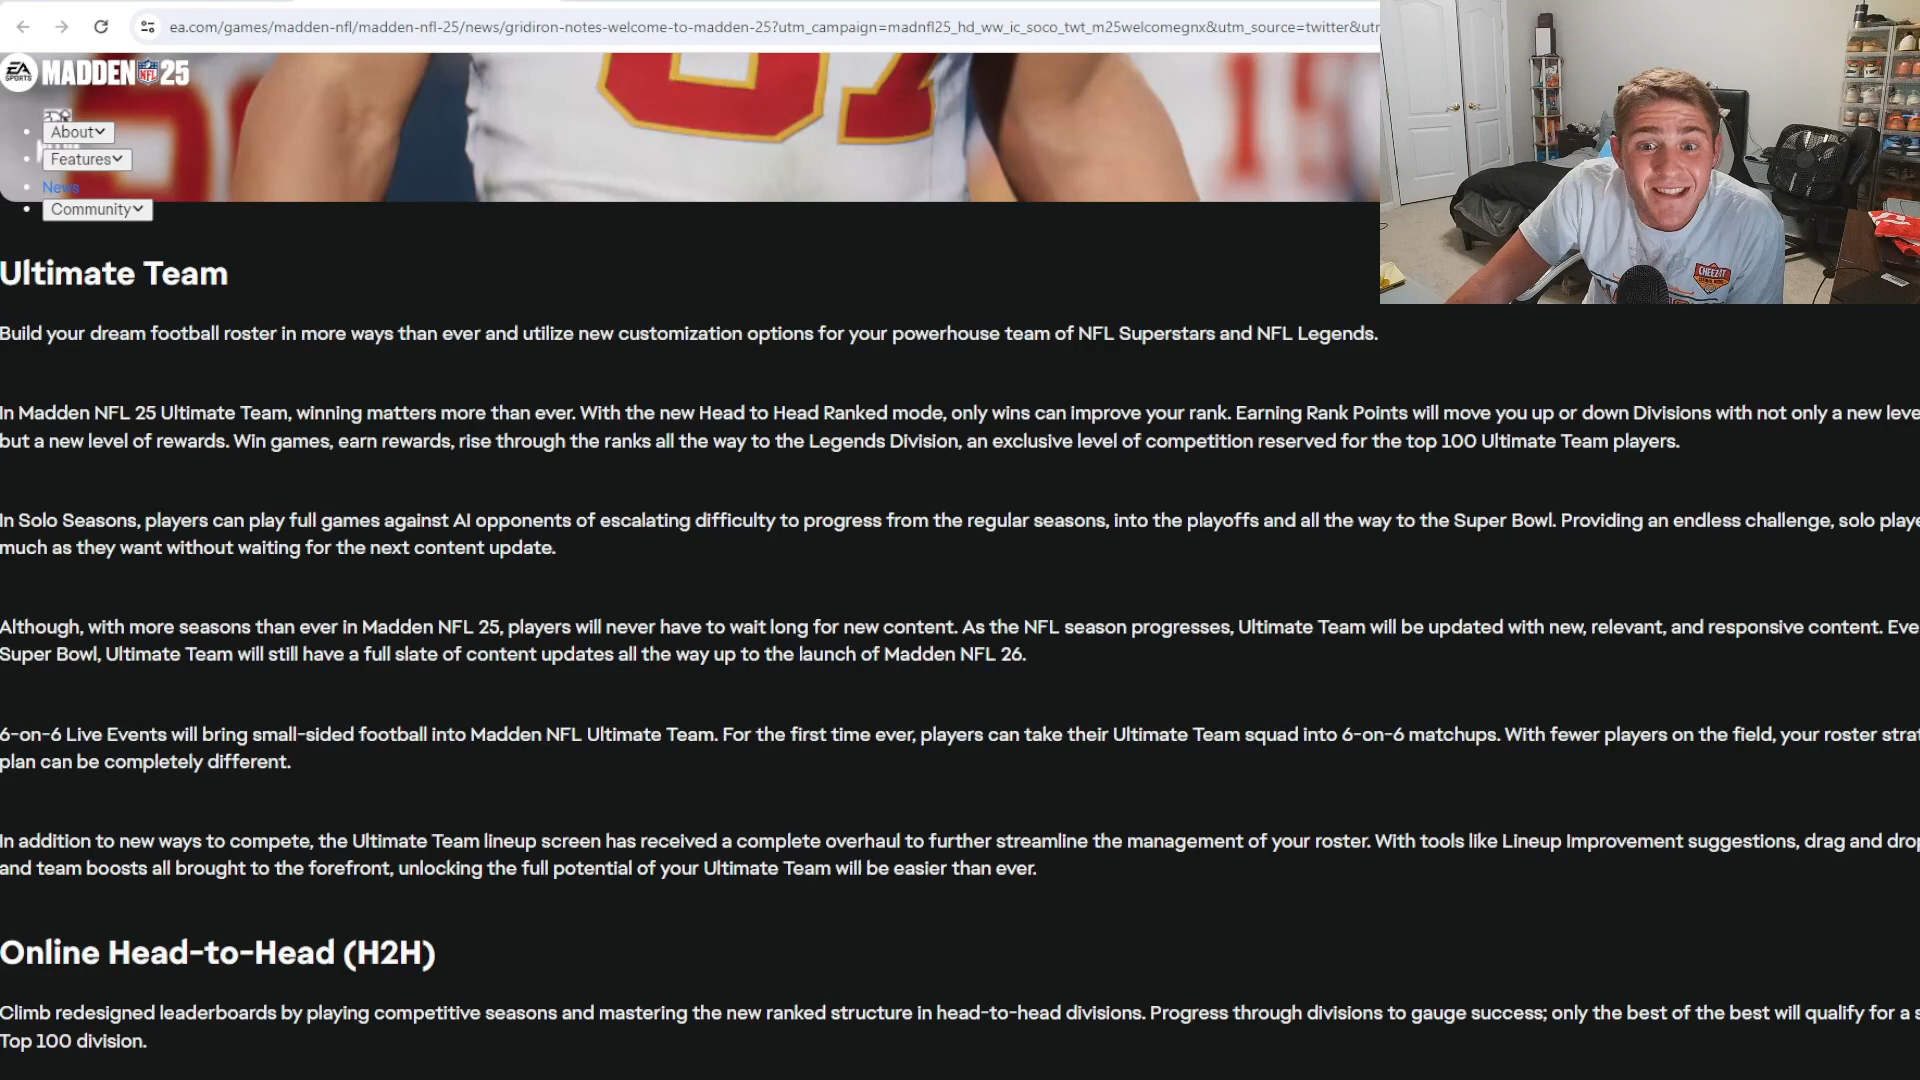 ea.com/games/madden-nfl/madden-nfl-25/news/gridiron-notes-welcome-to-madden-25?utm_campaign=madnfl25_hd_ww_ic_soco_twt_m25welcomegnx&utm_source=twitter&utr
EA SPORTS MADDEN NFL 25
About
Features
News
Community
CHEEZ-IT
Ultimate Team
Build your dream football roster in more ways than ever and utilize new customization options for your powerhouse team of NFL Superstars and NFL Legends.
In Madden NFL 25 Ultimate Team, winning matters more than ever. With the new Head to Head Ranked mode, only wins can improve your rank. Earning Rank Points will move you up or down Divisions with not only a new leve
but a new level of rewards. Win games, earn rewards, rise through the ranks all the way to the Legends Division, an exclusive level of competition reserved for the top 100 Ultimate Team players.
In Solo Seasons, players can play full games against AI opponents of escalating difficulty to progress from the regular seasons, into the playoffs and all the way to the Super Bowl. Providing an endless challenge, solo playe
much as they want without waiting for the next content update.
Although, with more seasons than ever in Madden NFL 25, players will never have to wait long for new content. As the NFL season progresses, Ultimate Team will be updated with new, relevant, and responsive content. Eve
Super Bowl, Ultimate Team will still have a full slate of content updates all the way up to the launch of Madden NFL 26.
6-on-6 Live Events will bring small-sided football into Madden NFL Ultimate Team. For the first time ever, players can take their Ultimate Team squad into 6-on-6 matchups. With fewer players on the field, your roster strat
plan can be completely different.
In addition to new ways to compete, the Ultimate Team lineup screen has received a complete overhaul to further streamline the management of your roster. With tools like Lineup Improvement suggestions, drag and drop
and team boosts all brought to the forefront, unlocking the full potential of your Ultimate Team will be easier than ever.
Online Head-to-Head (H2H)
Climb redesigned leaderboards by playing competitive seasons and mastering the new ranked structure in head-to-head divisions. Progress through divisions to gauge success; only the best of the best will qualify for a s
Top 100 division.